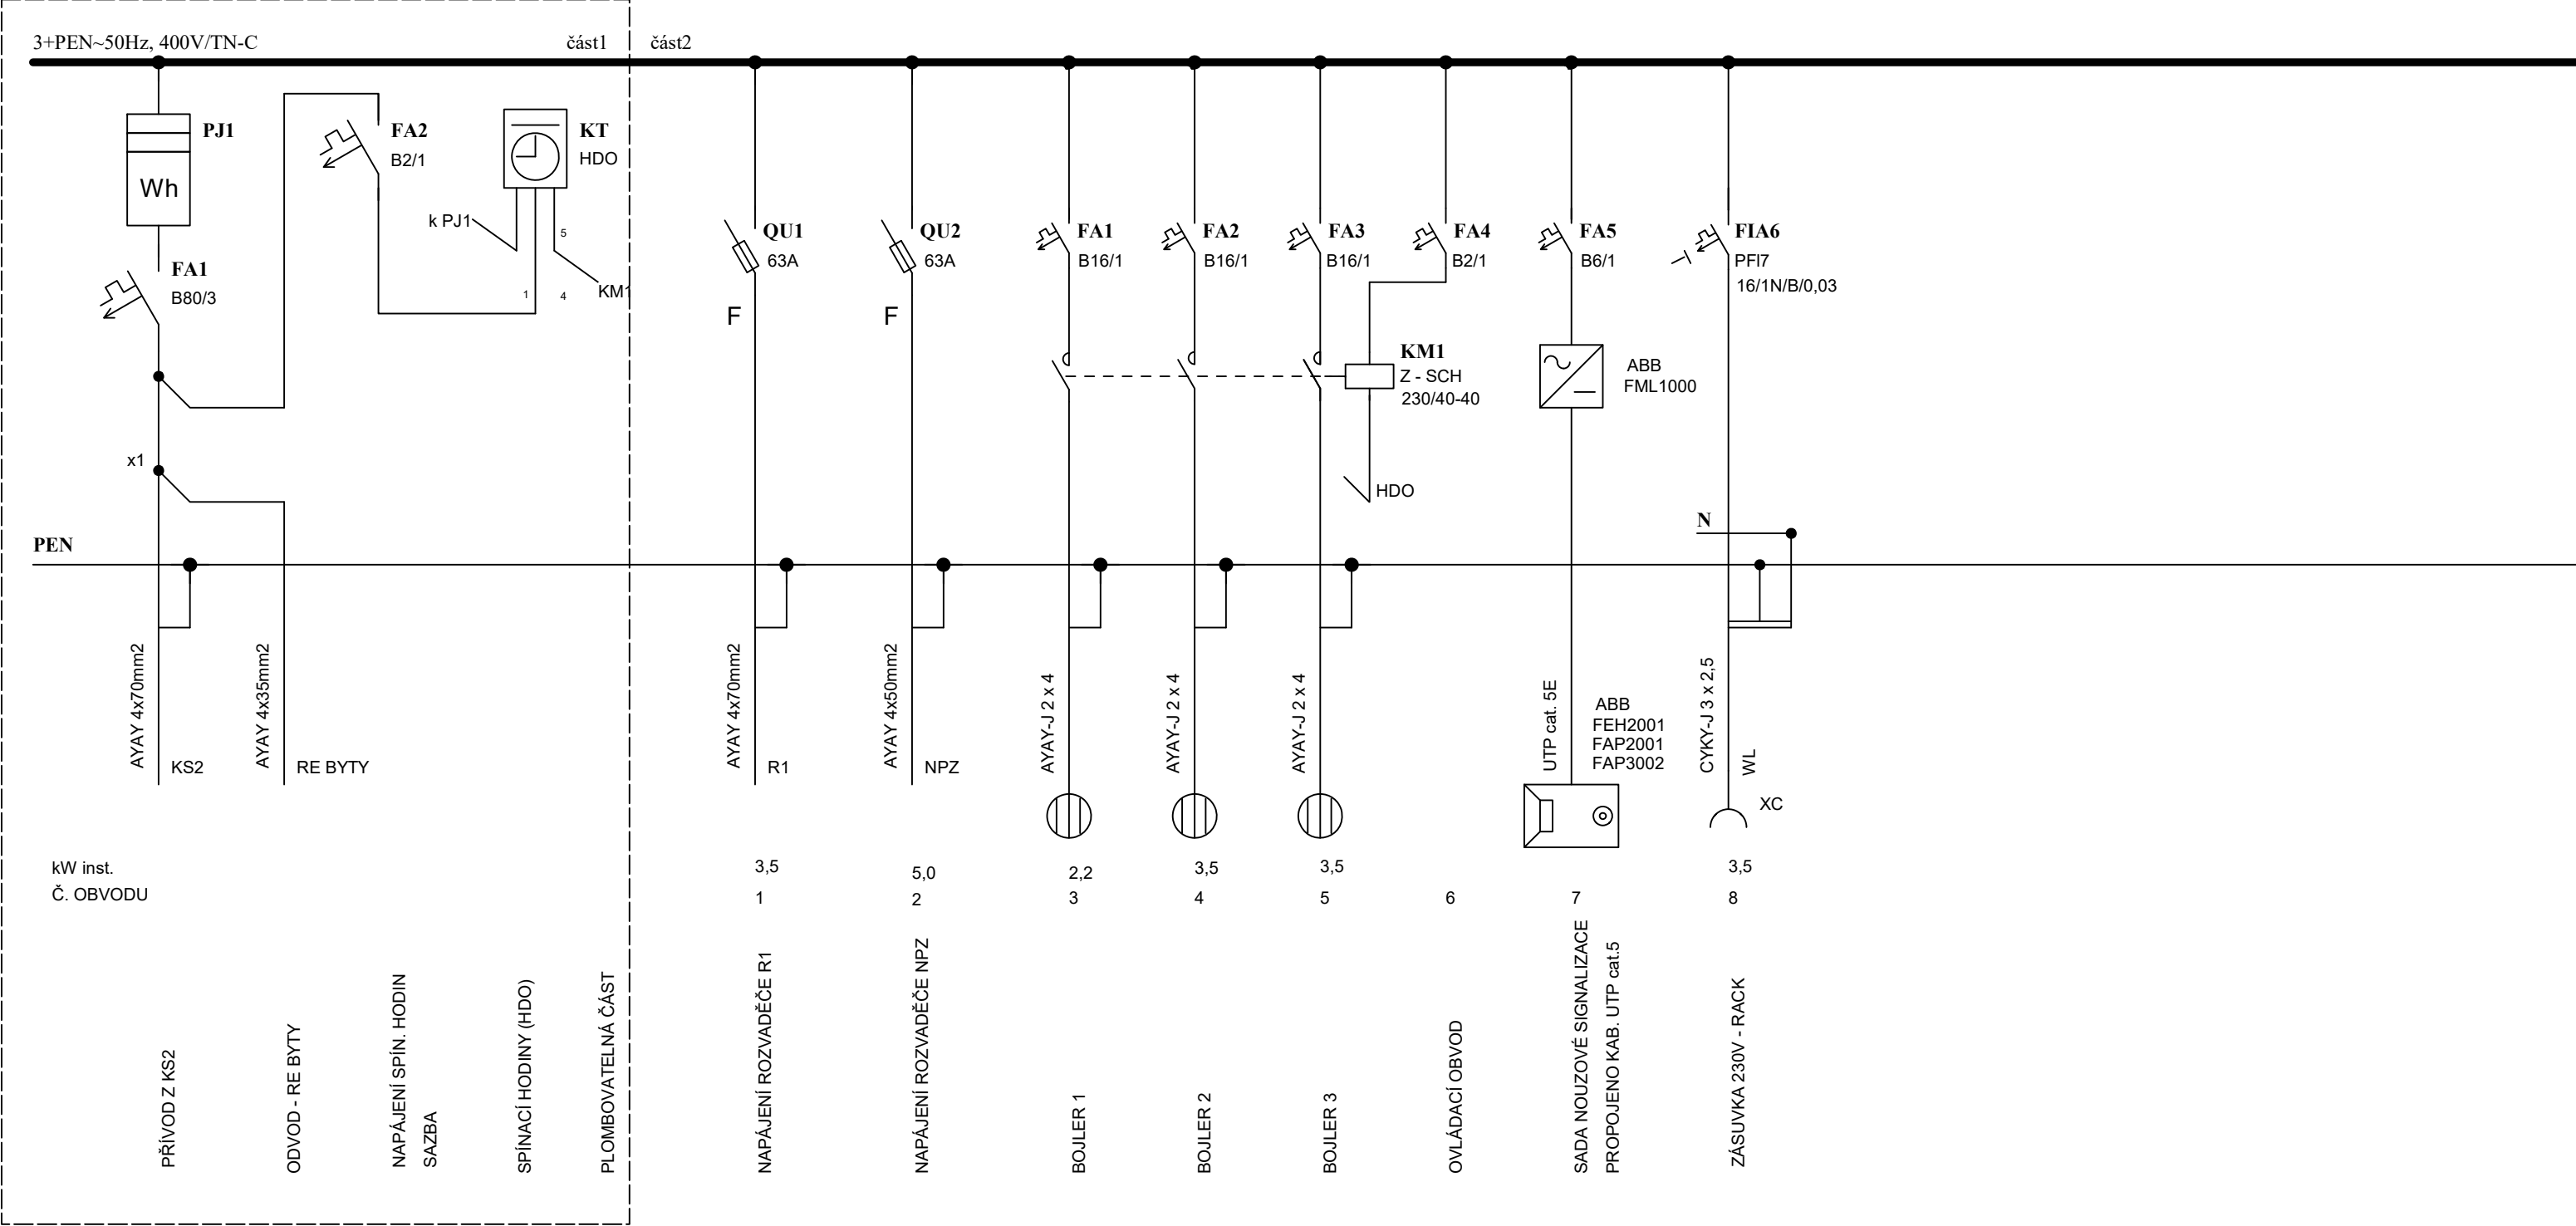 3+PEN~50Hz, 400V/TN-C
část1
část2
PJ1
Wh
FA1
B80/3
FA2
B2/1
KT
HDO
k PJ1
5
1
4
KM1
x1
QU1
63A
F
QU2
63A
F
FA1
B16/1
FA2
B16/1
FA3
B16/1
FA4
B2/1
FA5
B6/1
FIA6
PFl7
16/1N/B/0,03
KM1
Z - SCH
230/40-40
HDO
ABB
FML1000
N
PEN
AYAY 4x70mm2
KS2
AYAY 4x35mm2
RE BYTY
AYAY 4x70mm2
R1
AYAY 4x50mm2
NPZ
AYAY-J 2 x 4
AYAY-J 2 x 4
AYAY-J 2 x 4
UTP cat. 5E
ABB
FEH2001
FAP2001
FAP3002
CYKY-J 3 x 2,5
WL
XC
kW inst.
3,5
5,0
2,2
3,5
3,5
3,5
Č. OBVODU
1
2
3
4
5
6
7
8
PŘÍVOD Z KS2
ODVOD - RE BYTY
NAPÁJENÍ SPÍN. HODIN
SAZBA
SPÍNACÍ HODINY (HDO)
PLOMBOVATELNÁ ČÁST
NAPÁJENÍ ROZVADĚČE R1
NAPÁJENÍ ROZVADĚČE NPZ
BOJLER 1
BOJLER 2
BOJLER 3
OVLÁDACÍ OBVOD
SADA NOUZOVÉ SIGNALIZACE
PROPOJENO KAB. UTP cat.5
ZÁSUVKA 230V - RACK